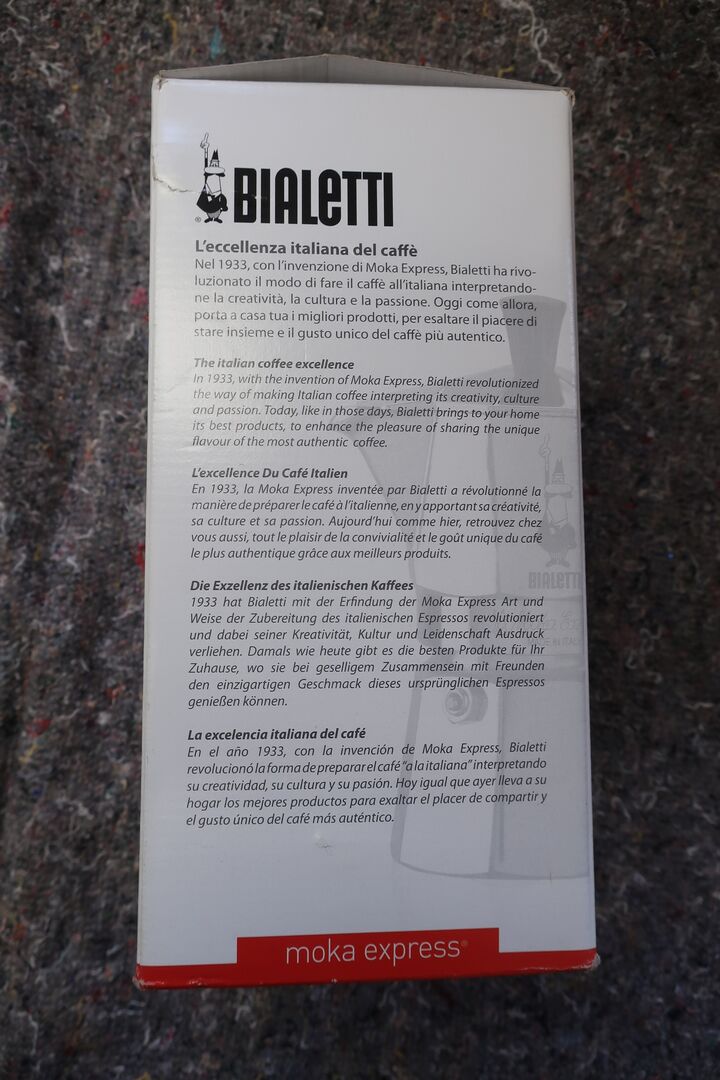 BIALETTI
®
L'eccellenza italiana del caffè
Nel 1933, con l'invenzione di Moka Express, Bialetti ha rivo-
luzionato il modo di fare il caffè all'italiana interpretando-
ne la creatività, la cultura e la passione. Oggi come allora,
porta a casa tua i migliori prodotti, per esaltare il piacere di
stare insieme e il gusto unico del caffè più autentico.
The italian coffee excellence
In 1933, with the invention of Moka Express, Bialetti revolutionized
the way of making Italian coffee interpreting its creativity, culture
and passion. Today, like in those days, Bialetti brings to your home
its best products, to enhance the pleasure of sharing the unique
flavour of the most authentic coffee.
L'excellence Du Café Italien
En 1933, la Moka Express inventée par Bialetti a révolutionné la
manière de préparer le café à l'italienne, en y apportant sa créativité,
sa culture et sa passion. Aujourd'hui comme hier, retrouvez chez
vous aussi, tout le plaisir de la convivialité et le goût unique du café
le plus authentique grâce aux meilleurs produits.
Die Exzellenz des italienischen Kaffees
1933 hat Bialetti mit der Erfindung der Moka Express Art und
Weise der Zubereitung des italienischen Espressos revolutioniert
und dabei seiner Kreativität, Kultur und Leidenschaft Ausdruck
verliehen. Damals wie heute gibt es die besten Produkte für Ihr
Zuhause, wo sie bei geselligem Zusammensein mit Freunden
den einzigartigen Geschmack dieses ursprünglichen Espressos
genießen können.
BIALETTI
La excelencia italiana del café
En el año 1933, con la invención de Moka Express, Bialetti
revolucionó la forma de preparar el café "a la italiana" interpretando
su creatividad, su cultura y su pasión. Hoy igual que ayer lleva a su
hogar los mejores productos para exaltar el placer de compartir y
el gusto único del café más auténtico.
moka express®